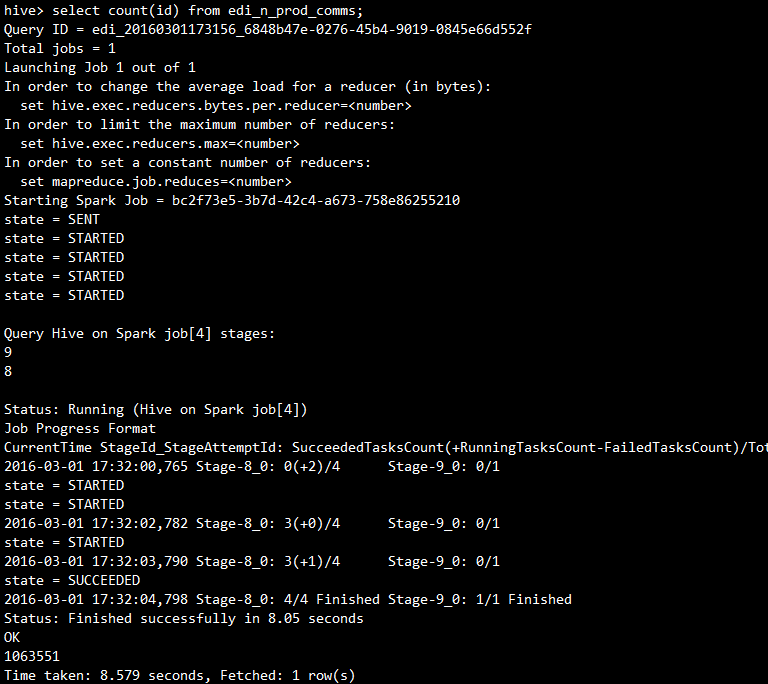 hive> select count(id) from edi_n_prod_comms;
Query ID = edi_20160301173156_6848b47e-0276-45b4-9019-0845e66d552f
Total jobs = 1
Launching Job 1 out of 1
In order to change the average load for a reducer (in bytes):
  set hive.exec.reducers.bytes.per.reducer=<number>
In order to limit the maximum number of reducers:
  set hive.exec.reducers.max=<number>
In order to set a constant number of reducers:
  set mapreduce.job.reduces=<number>
Starting Spark Job = bc2f73e5-3b7d-42c4-a673-758e86255210
state = SENT
state = STARTED
state = STARTED
state = STARTED
state = STARTED
Query Hive on Spark job[4] stages:
9
8
Status: Running (Hive on Spark job[4])
Job Progress Format
CurrentTime StageId_StageAttemptId: SucceededTasksCount(+RunningTasksCount-FailedTasksCount)/Tot
2016-03-01 17:32:00,765 Stage-8_0: 0(+2)/4      Stage-9_0: 0/1
state = STARTED
state = STARTED
2016-03-01 17:32:02,782 Stage-8_0: 3(+0)/4      Stage-9_0: 0/1
state = STARTED
2016-03-01 17:32:03,790 Stage-8_0: 3(+1)/4      Stage-9_0: 0/1
state = SUCCEEDED
2016-03-01 17:32:04,798 Stage-8_0: 4/4 Finished Stage-9_0: 1/1 Finished
Status: Finished successfully in 8.05 seconds
OK
1063551
Time taken: 8.579 seconds, Fetched: 1 row(s)